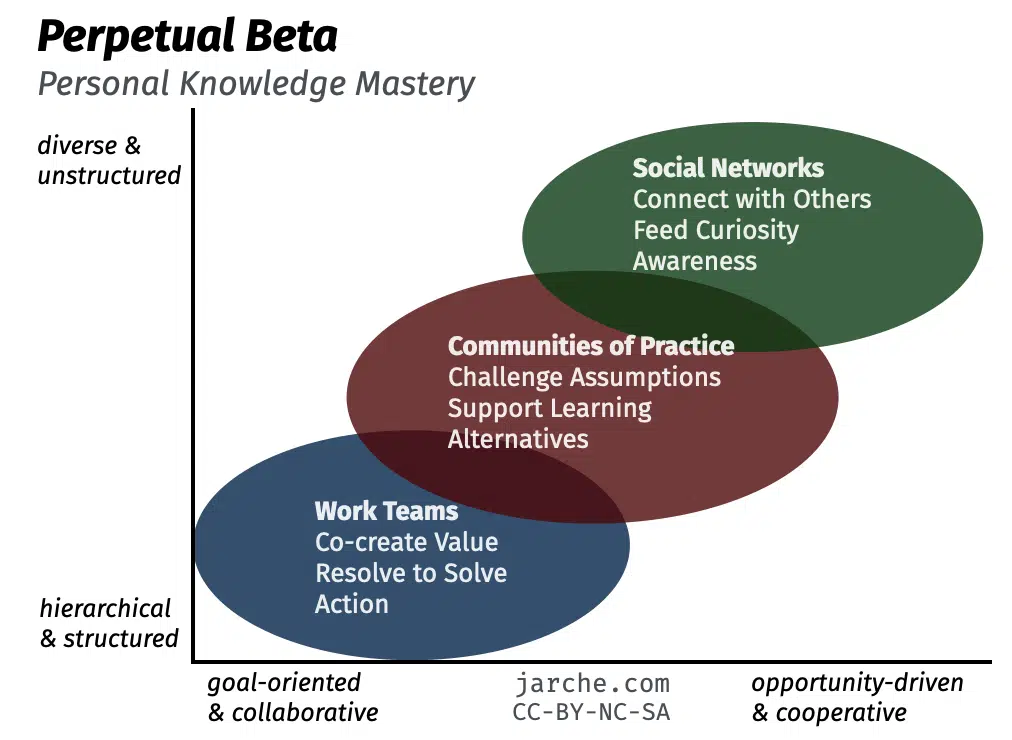 Perpetual Beta
Personal Knowledge Mastery
diverse &
unstructured
Social Networks
Connect with Others
Feed Curiosity
Awareness
Communities of Practice
Challenge Assumptions
Support Learning
Alternatives
Work Teams
Co-create Value
Resolve to Solve
Action
hierarchical
& structured
goal-oriented
& collaborative
jarche.com
CC-BY-NC-SA
opportunity-driven
& cooperative